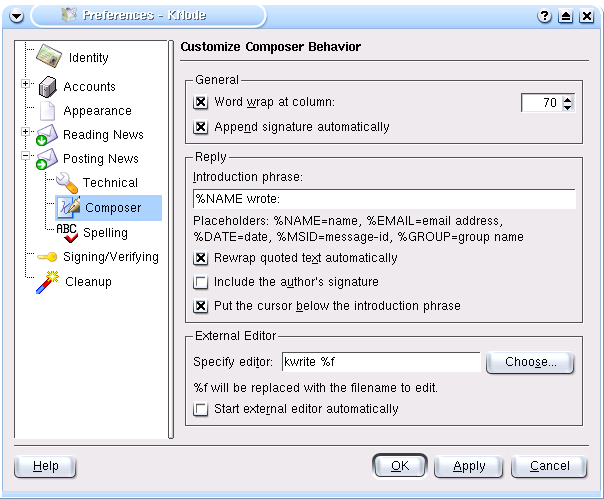 Preferences - KNode
Identity
Accounts
Appearance
Reading News
Posting News
Technical
Composer
ABC
Spelling
Signing/Verifying
Cleanup
Customize Composer Behavior
General
Word wrap at column:
70
Append signature automatically
Reply
Introduction phrase:
%NAME wrote:
Placeholders: %NAME=name, %EMAIL=email address,
%DATE=date, %MSID=message-id, %GROUP=group name
Rewrap quoted text automatically
Include the author's signature
Put the cursor below the introduction phrase
External Editor
Specify editor:
kwrite %f
Choose...
%f will be replaced with the filename to edit.
Start external editor automatically
Help
OK
Apply
Cancel